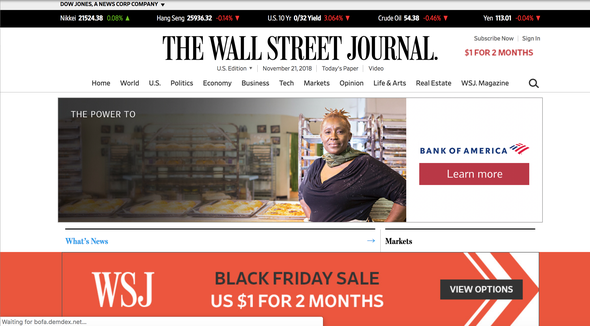 DOW JONES, A NEWS CORP COMPANY ▼
Nikkei 21524.38 0.08% ▲ Hang Seng 25936.32 -0.14% ▼ U.S. 10 Yr 0/32 Yield 3.064% ▼ Crude Oil 54.38 -0.46% ▼ Yen 113.01 -0.04% ▼
Subscribe Now | Sign In
THE WALL STREET JOURNAL.
$1 FOR 2 MONTHS
U.S. Edition ▼ | November 21, 2018 | Today's Paper | Video
Home World U.S. Politics Economy Business Tech Markets Opinion Life & Arts Real Estate WSJ. Magazine
THE POWER TO
BANK OF AMERICA
Learn more
What's News → Markets
WSJ
BLACK FRIDAY SALE
US $1 FOR 2 MONTHS
VIEW OPTIONS
Waiting for bofa.demdex.net...